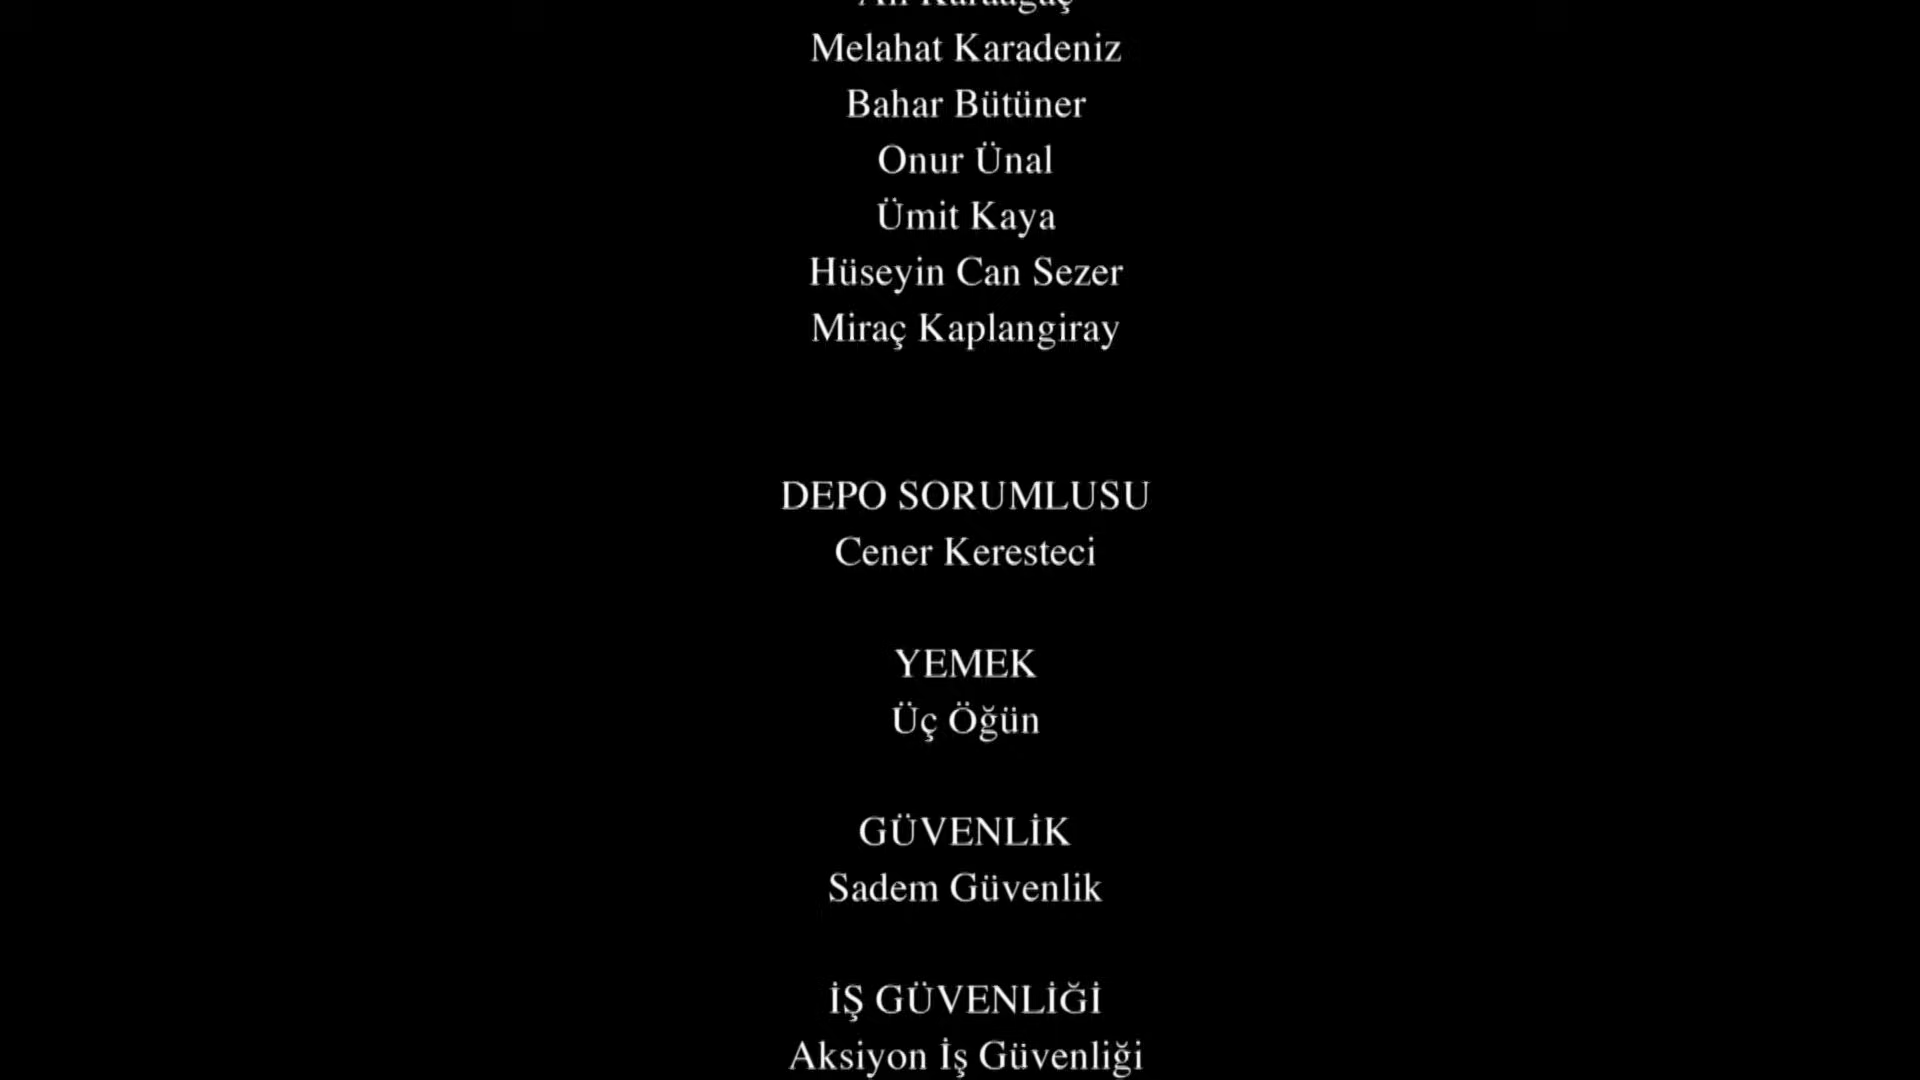 Melahat Karadeniz
Bahar Bütüner
Onur Ünal
Ümit Kaya
Hüseyin Can Sezer
Miraç Kaplangiray
DEPO SORUMLUSU
Cener Keresteci
YEMEK
Üç Öğün
GÜVENLİK
Sadem Güvenlik
İŞ GÜVENLİĞİ
Aksiyon İş Güvenliği